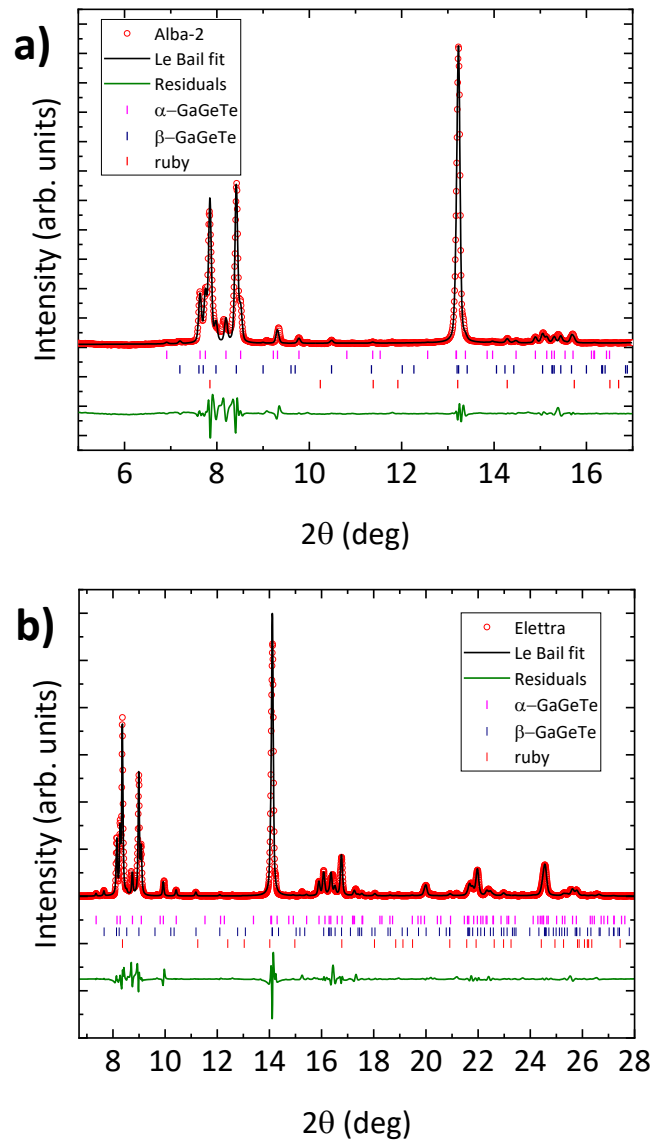 a)
Alba-2
Le Bail fit
Residuals
α–GaGeTe
β–GaGeTe
ruby
Intensity (arb. units)
6 8 10 12 14 16
2θ (deg)
b)
Elettra
Le Bail fit
Residuals
α–GaGeTe
β–GaGeTe
ruby
Intensity (arb. units)
8 10 12 14 16 18 20 22 24 26 28
2θ (deg)